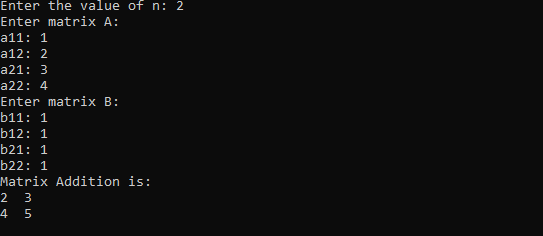 Enter the value of n: 2
Enter matrix A:
a11: 1
a12: 2
a21: 3
a22: 4
Enter matrix B:
b11: 1
b12: 1
b21: 1
b22: 1
Matrix Addition is:
2  3
4  5